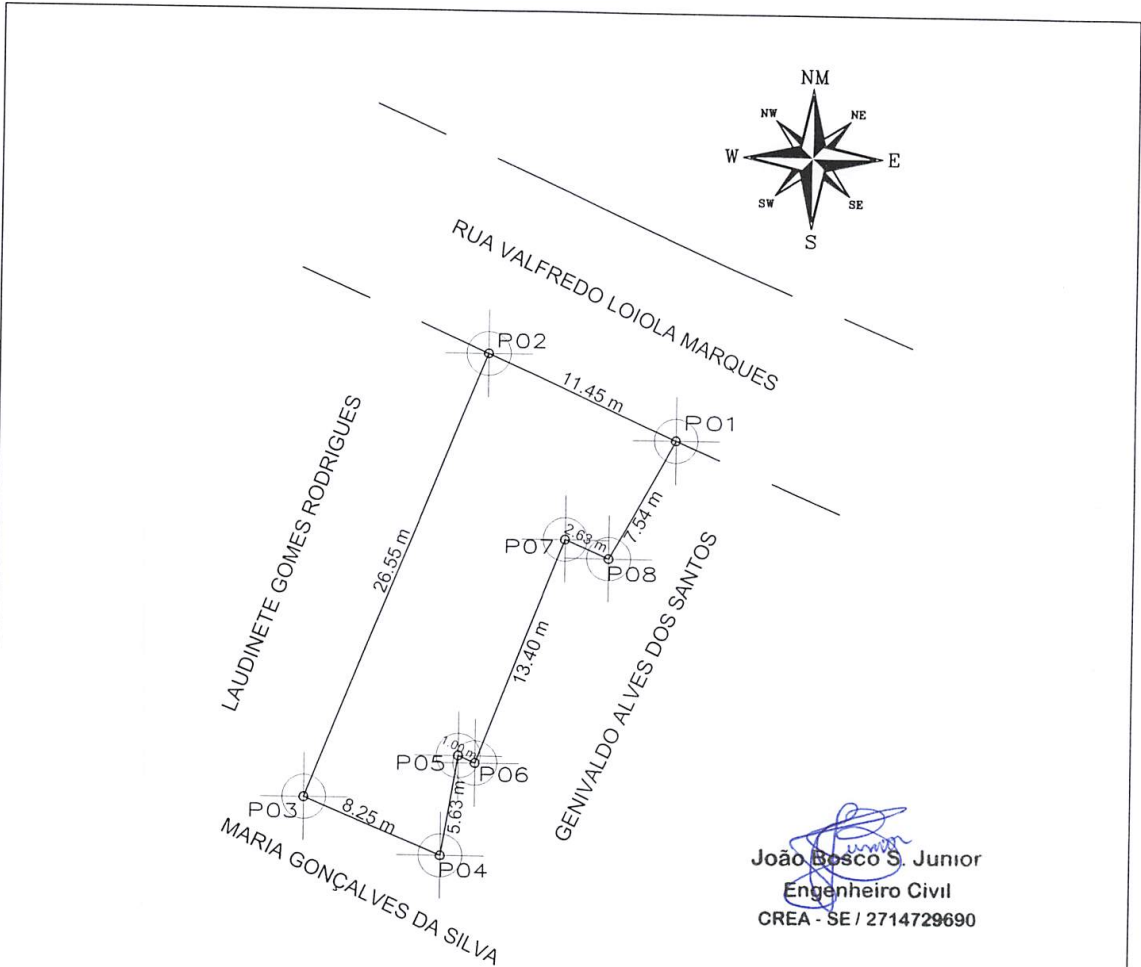 NM
NW
NE
W
E
SW
SE
S
RUA VALFREDO LOIOLA MARQUES
P02
11.45 m
P01
LAUDINETE GOMES RODRIGUES
26.55 m
7.54 m
2.63 m
P07
P08
13.40 m
GENIVALDO ALVES DOS SANTOS
1.00 m
P05
P06
5.63 m
P03
8.25 m
P04
MARIA GONÇALVES DA SILVA
João Bosco S. Junior
Engenheiro Civil
CREA - SE / 2714729690